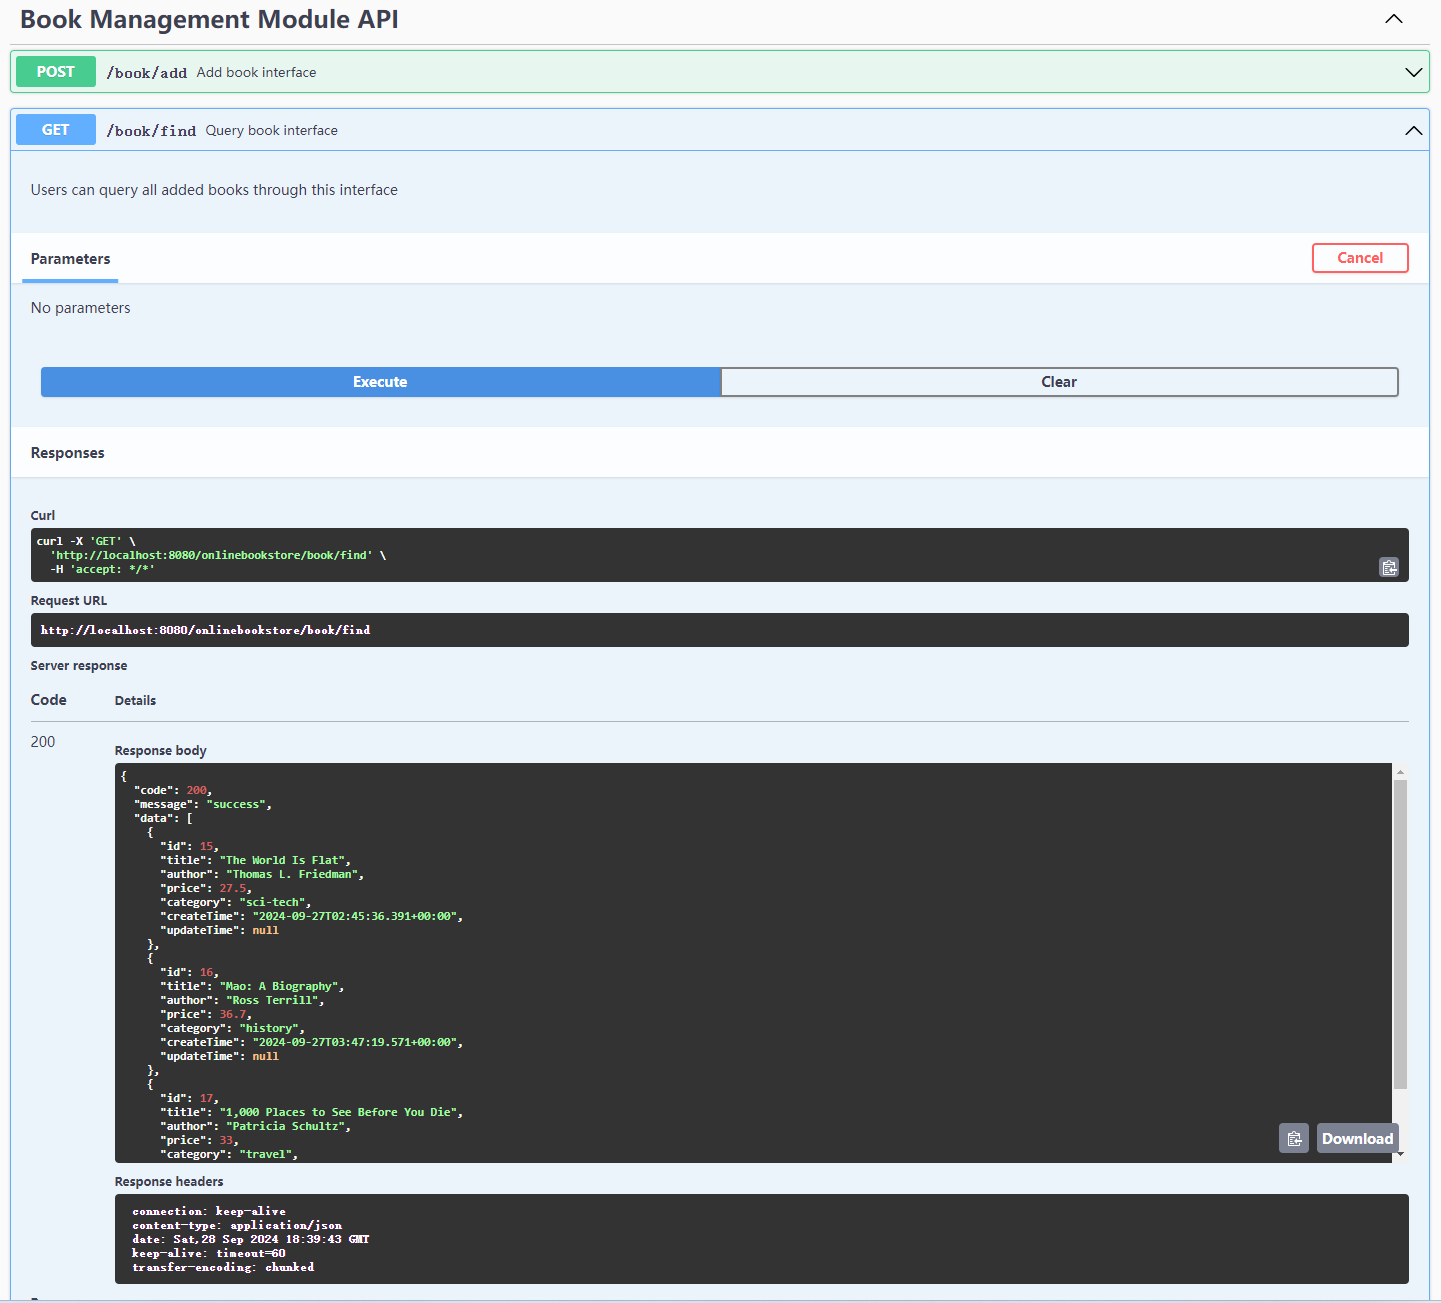 Book Management Module API
POST /book/add Add book interface
GET /book/find Query book interface
Users can query all added books through this interface
Parameters Cancel
No parameters
Execute Clear
Responses
Curl
curl -X 'GET' \
'http://localhost:8080/onlinebookstore/book/find' \
-H 'accept: */*'
Request URL
http://localhost:8080/onlinebookstore/book/find
Server response
Code Details
200
Response body
{
"code": 200,
"message": "success",
"data": [
{
"id": 15,
"title": "The World Is Flat",
"author": "Thomas L. Friedman",
"price": 27.5,
"category": "sci-tech",
"createTime": "2024-09-27T02:45:36.391+00:00",
"updateTime": null
},
{
"id": 16,
"title": "Mao: A Biography",
"author": "Ross Terrill",
"price": 36.7,
"category": "history",
"createTime": "2024-09-27T03:47:19.571+00:00",
"updateTime": null
},
{
"id": 17,
"title": "1,000 Places to See Before You Die",
"author": "Patricia Schultz",
"price": 33,
"category": "travel",
Download
Response headers
connection: keep-alive
content-type: application/json
date: Sat,28 Sep 2024 18:39:43 GMT
keep-alive: timeout=60
transfer-encoding: chunked